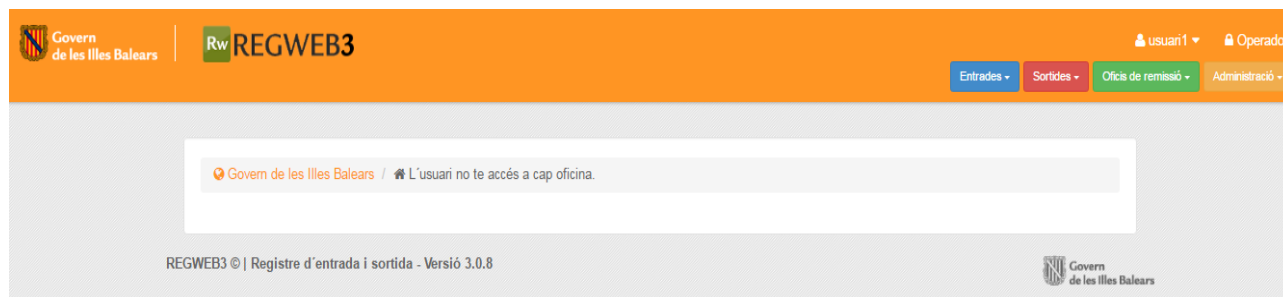 Govern
de les Illes Balears
Rw REGWEB3
usuari1
Operado
Entrades
Sortides
Oficis de remissió
Administració
Govern de les Illes Balears / L´usuari no te accés a cap oficina.
REGWEB3 © | Registre d´entrada i sortida - Versió 3.0.8
Govern
de les Illes Balears